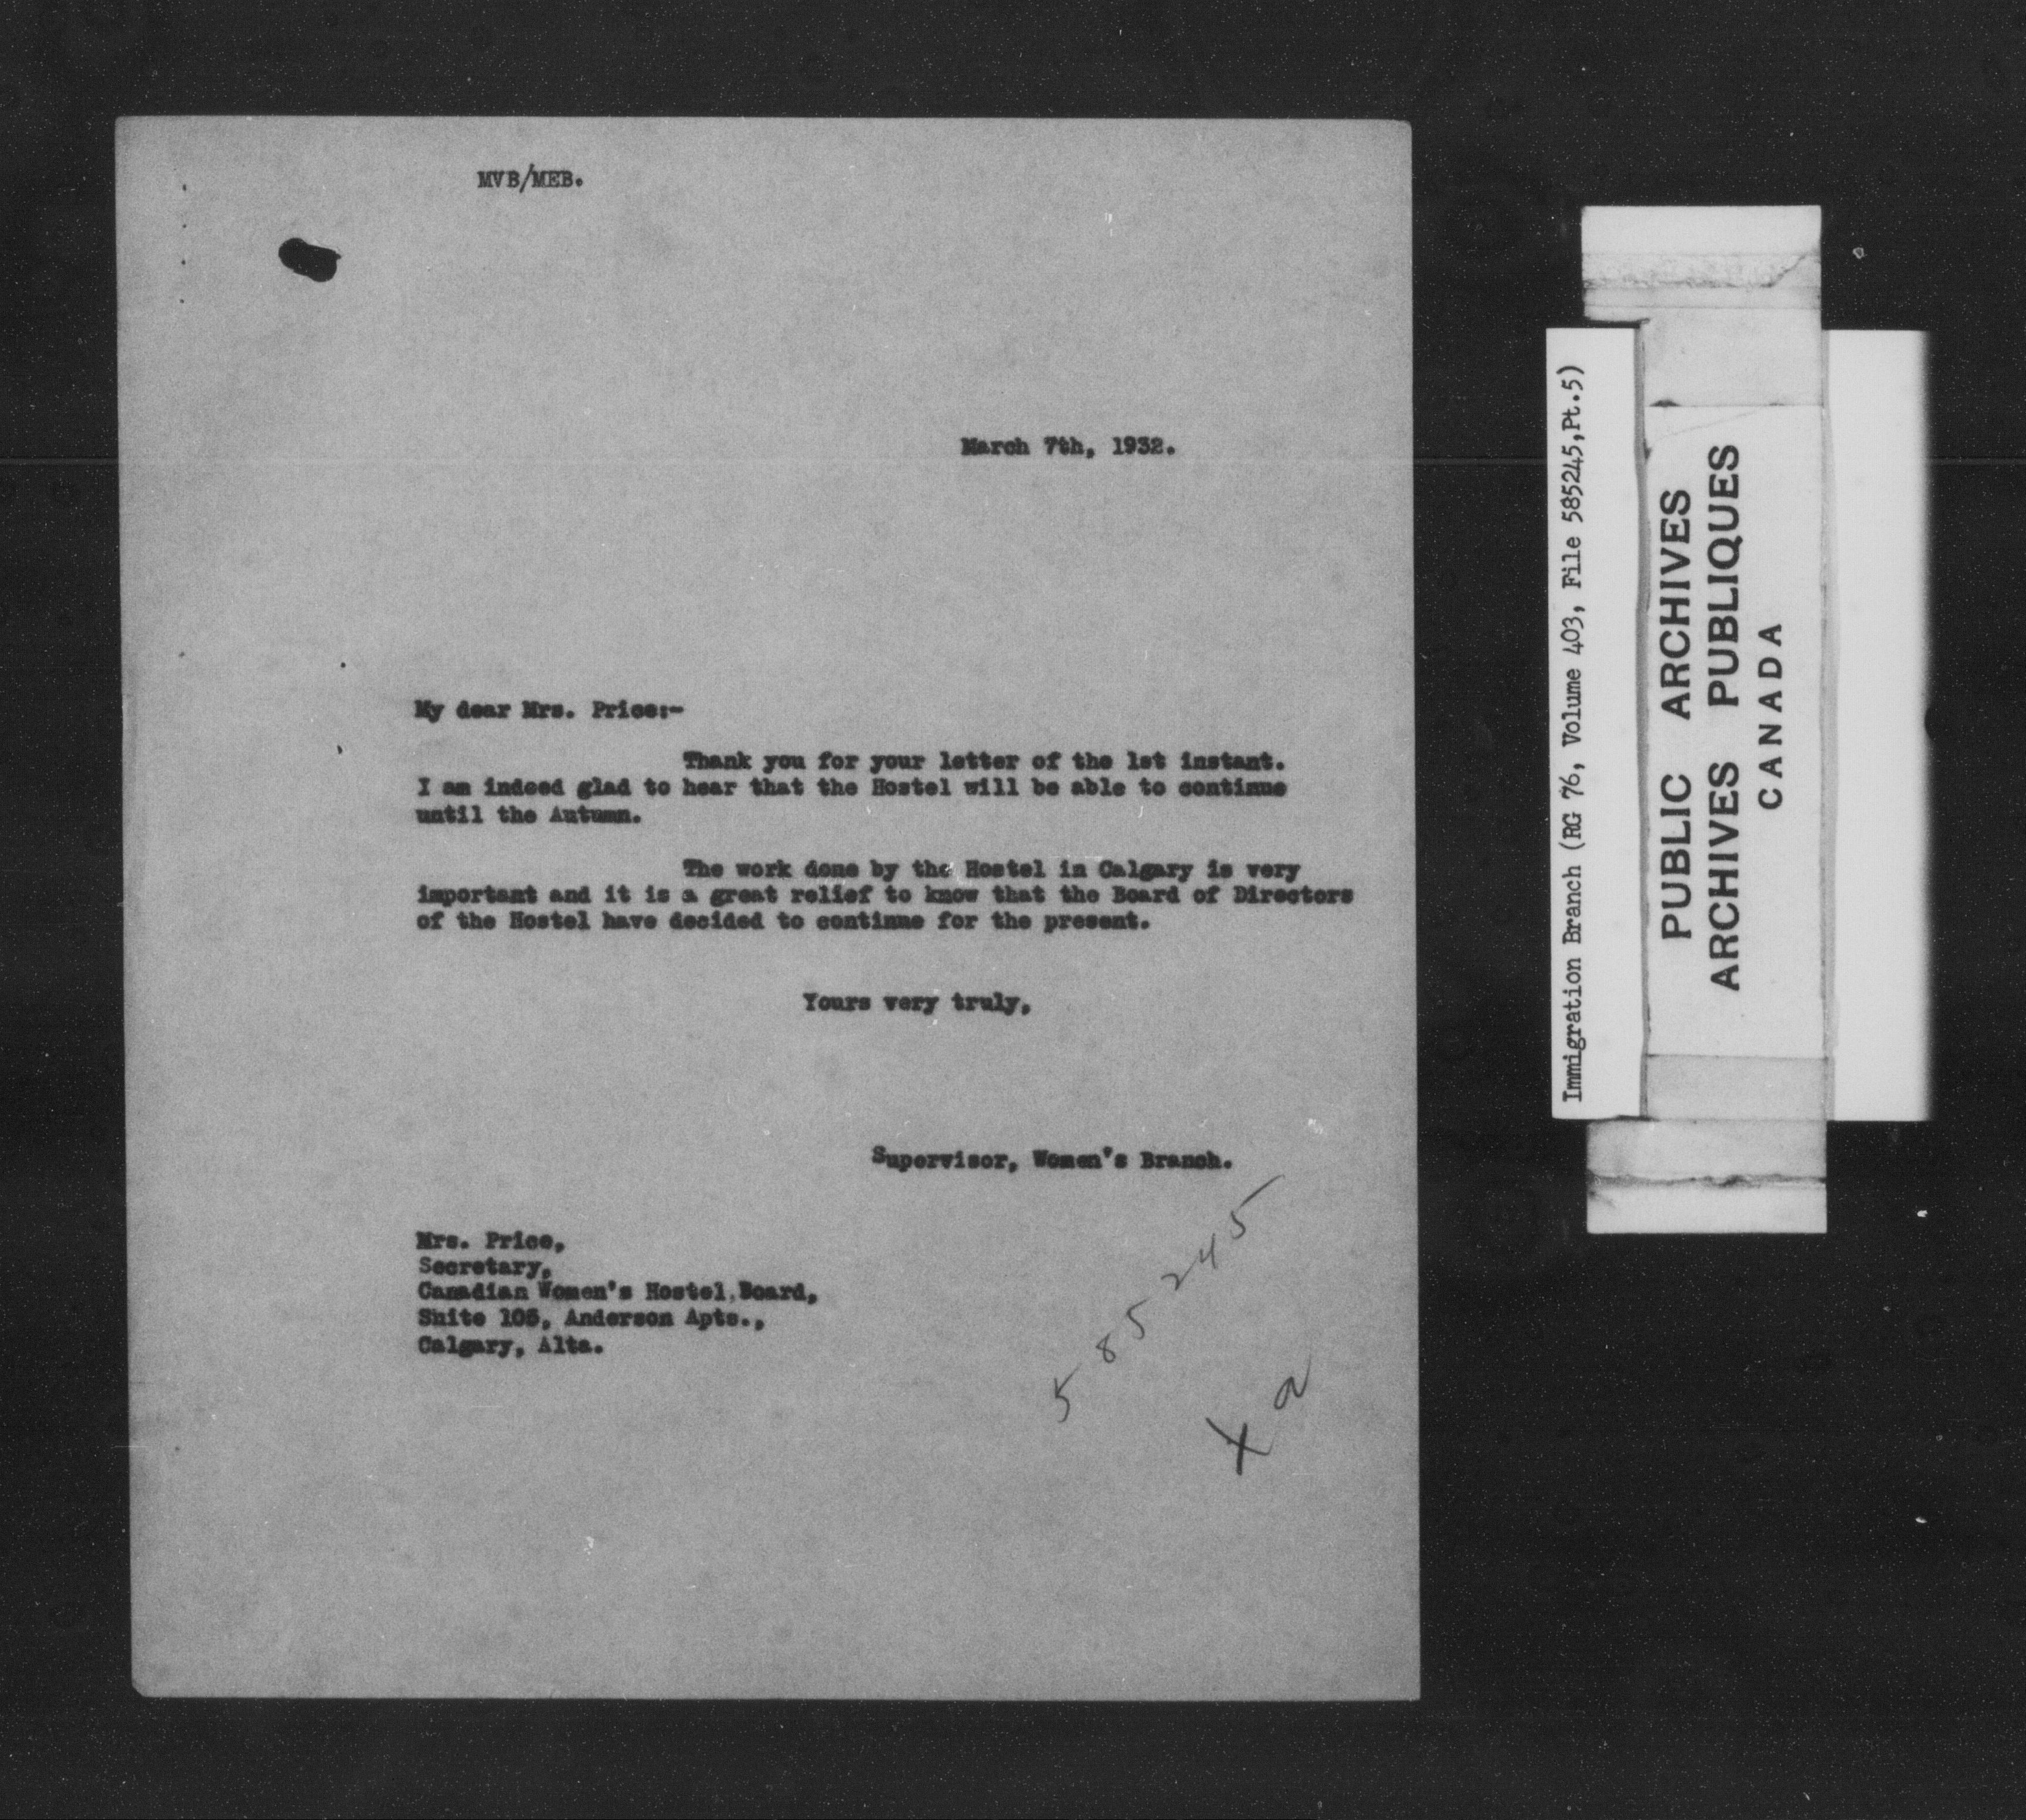 MVB/MEB.
March 7th, 1932.
My dear Mrs. Price:-
Thank you for your letter of the 1st instant.
I am indeed glad to hear that the Hostel will be able to continue
until the Autumn.
The work done by the Hostel in Calgary is very
important and it is a great relief to know that the Board of Directors
of the Hostel have decided to continue for the present.
Yours very truly,
Supervisor, Women's Branch.
Mrs. Price,
Secretary,
Canadian Women's Hostel Board,
Suite 105, Anderson Apts.,
Calgary, Alta.
585245
Immigration Branch (RG 76, Volume 403, File 585245,Pt.5)
PUBLIC ARCHIVES
ARCHIVES PUBLIQUES
CANADA